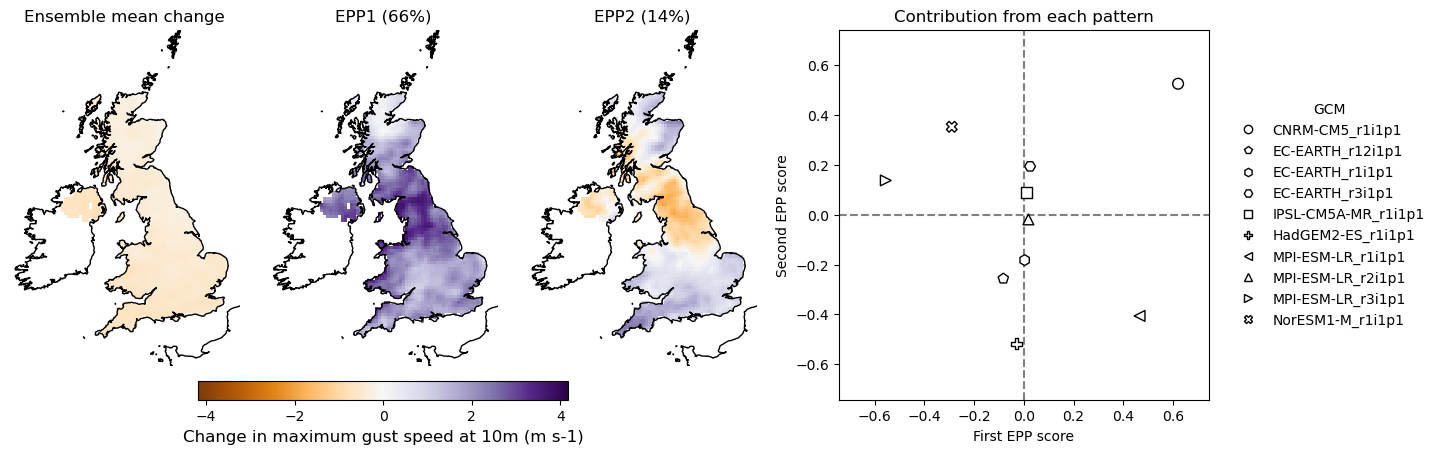 Ensemble mean change
EPP1 (66%)
EPP2 (14%)
Contribution from each pattern
−4 −2 0 2 4
Change in maximum gust speed at 10m (m s-1)
0.6
0.4
0.2
0.0
−0.2
−0.4
−0.6
Second EPP score
−0.6 −0.4 −0.2 0.0 0.2 0.4 0.6
First EPP score
GCM
CNRM-CM5_r1i1p1
EC-EARTH_r12i1p1
EC-EARTH_r1i1p1
EC-EARTH_r3i1p1
IPSL-CM5A-MR_r1i1p1
HadGEM2-ES_r1i1p1
MPI-ESM-LR_r1i1p1
MPI-ESM-LR_r2i1p1
MPI-ESM-LR_r3i1p1
NorESM1-M_r1i1p1